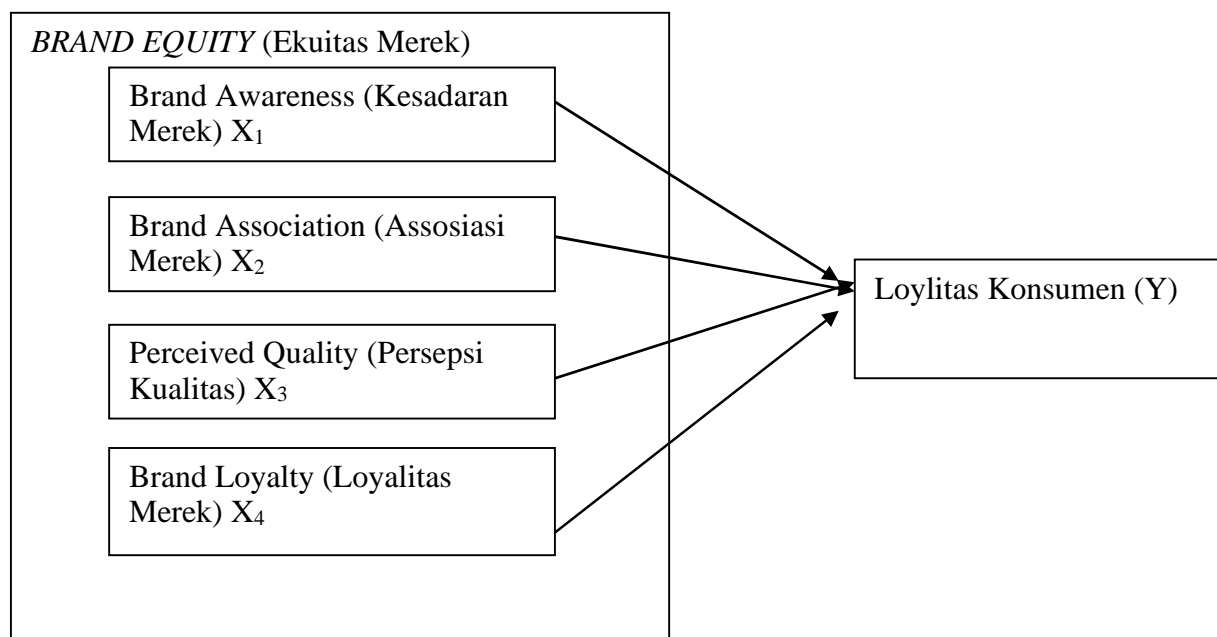 BRAND EQUITY (Ekuitas Merek)
Brand Awareness (Kesadaran
Merek) X₁
Brand Association (Assosiasi
Merek) X₂
Perceived Quality (Persepsi
Kualitas) X₃
Brand Loyalty (Loyalitas
Merek) X₄
Loylitas Konsumen (Y)